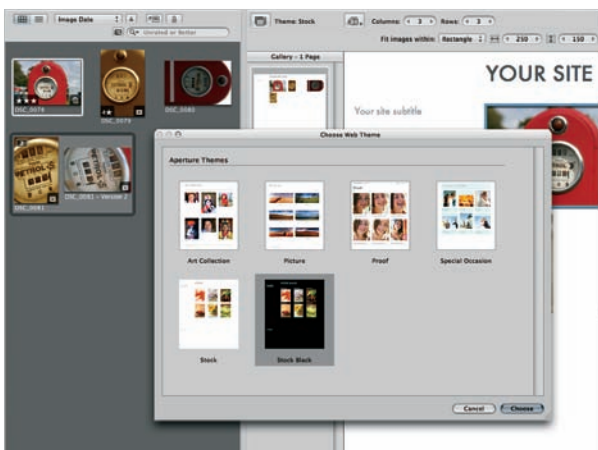 Image Date
Unrated or Better
Theme: Stock
Columns: 3 Rows: 3
Fit images within: Rectangle 250 150
Gallery - 1 Page
YOUR SITE
Your site subtitle
DSC_0079
DSC_0080
PETROL
DSC_0081
DSC_0081 - Version 2
Choose Web Theme
Aperture Themes
Art Collection
Picture
Proof
Special Occasion
Stock
Stock Black
Cancel
Choose